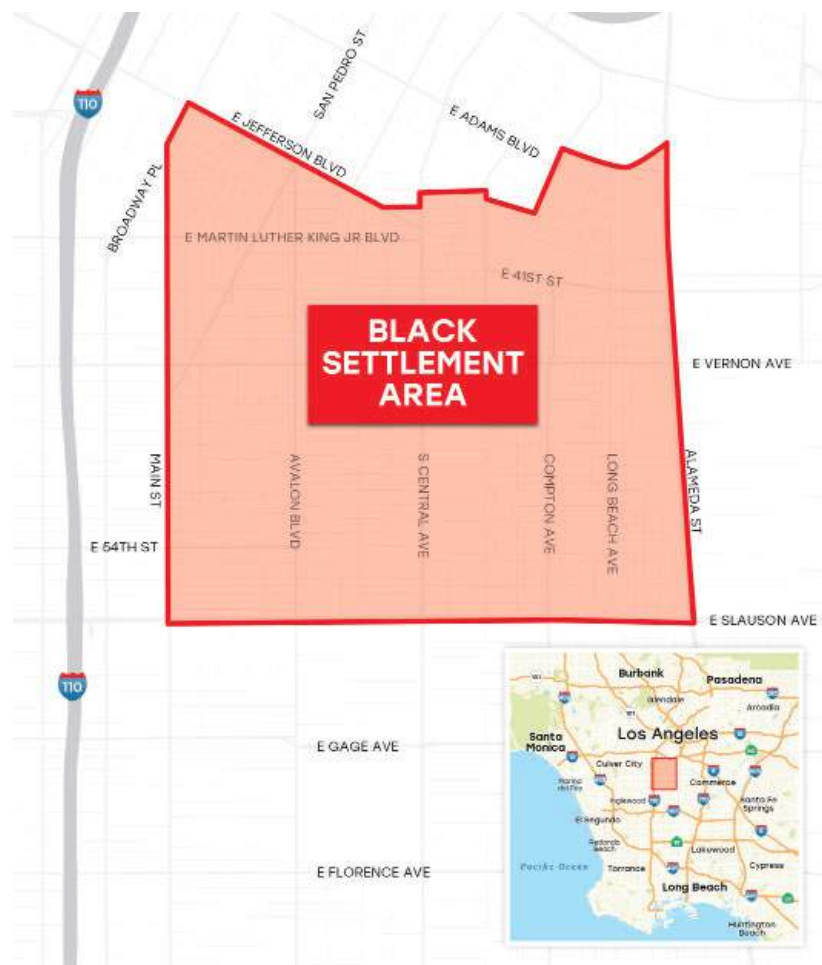 SAN PEDRO ST
110
E JEFFERSON BLVD
E ADAMS BLVD
BROADWAY PL
E MARTIN LUTHER KING JR BLVD
E 41ST ST
BLACK
SETTLEMENT
AREA
E VERNON AVE
MAIN ST
AVALON BLVD
S CENTRAL AVE
COMPTON AVE
LONG BEACH AVE
ALAMEDA ST
E 54TH ST
E SLAUSON AVE
110
E GAGE AVE
E FLORENCE AVE
Burbank
Pasadena
Glendale
Arcadia
Los Angeles
Santa
Monica
Culver City
Commerce
Marina
del Rey
Inglewood
Santa Fe
Springs
El Segundo
Redondo
Beach
Lakewood
Pacific Ocean
Torrance
Cypress
Long Beach
Huntington
Beach